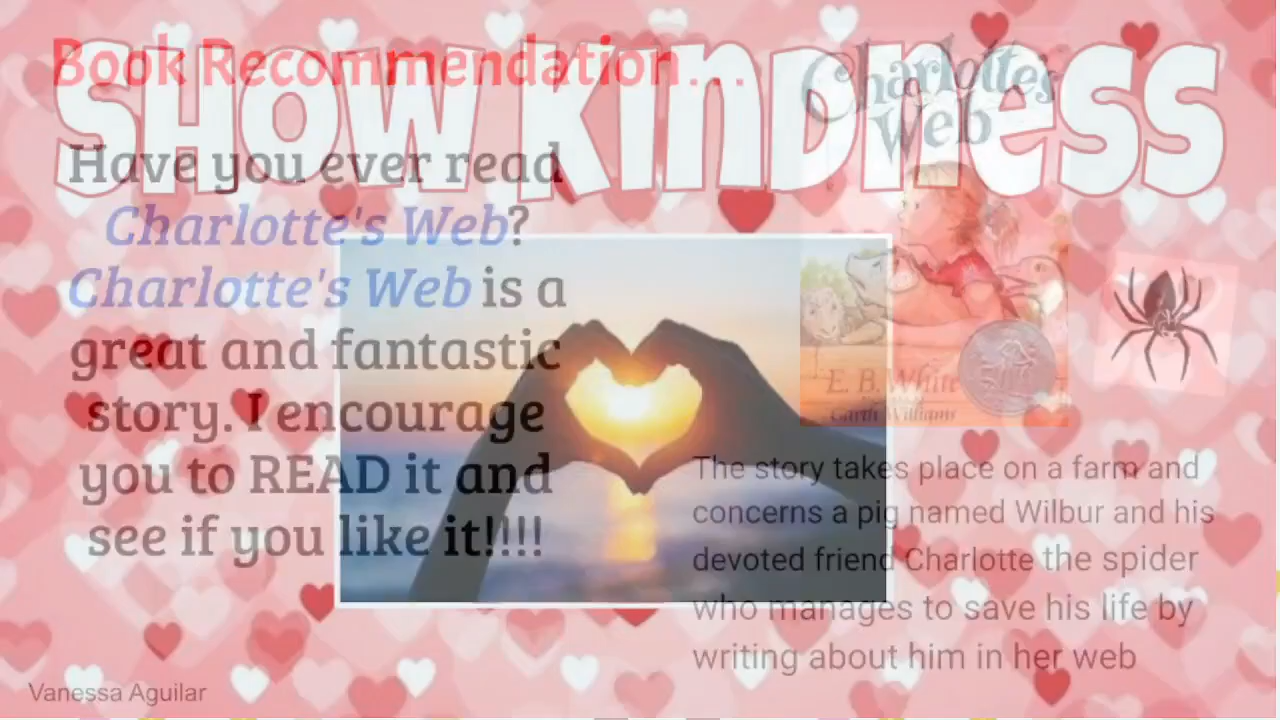 SHOW KINDNESS
Book Recommendation....
Have you ever read
Charlotte's Web?
Charlotte's Web is a
great and fantastic
story. I encourage
you to READ it and
see if you like it!!!!
Charlotte's
Web
E. B. White
Garth Williams
The story takes place on a farm and
concerns a pig named Wilbur and his
devoted friend Charlotte the spider
who manages to save his life by
writing about him in her web
Vanessa Aguilar